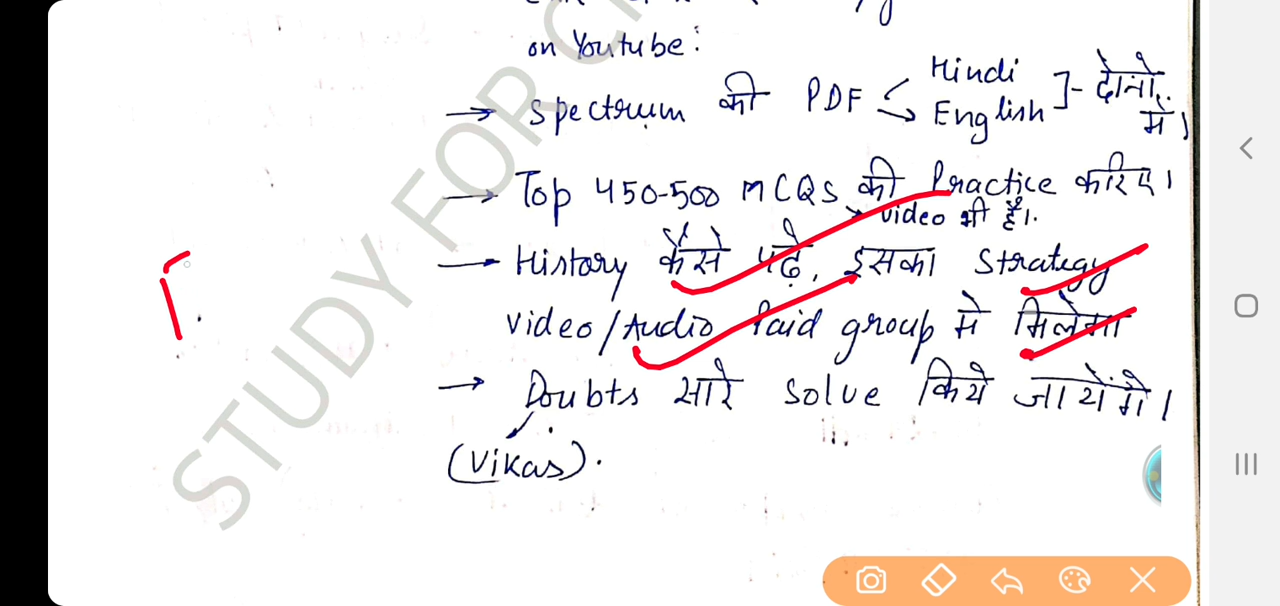 on Youtube:
→ Spectrum की PDF < Hindi English ]- दोनो में।
→ Top 450-500 MCQs की Practice करिए।
→ video भी है।
→ History कैसे पढ़े, इसका Strategy
video/Audio Paid group में मिलेगा
→ Doubts सारे solve किये जायेंगे।
(Vikas).
STUDY FOR